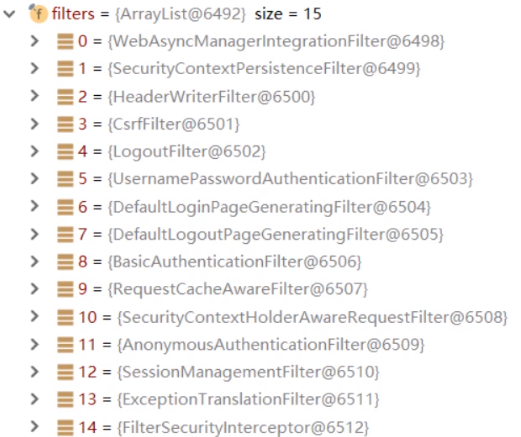 filters = {ArrayList@6492} size = 15
0 = {WebAsyncManagerIntegrationFilter@6498}
1 = {SecurityContextPersistenceFilter@6499}
2 = {HeaderWriterFilter@6500}
3 = {CsrfFilter@6501}
4 = {LogoutFilter@6502}
5 = {UsernamePasswordAuthenticationFilter@6503}
6 = {DefaultLoginPageGeneratingFilter@6504}
7 = {DefaultLogoutPageGeneratingFilter@6505}
8 = {BasicAuthenticationFilter@6506}
9 = {RequestCacheAwareFilter@6507}
10 = {SecurityContextHolderAwareRequestFilter@6508}
11 = {AnonymousAuthenticationFilter@6509}
12 = {SessionManagementFilter@6510}
13 = {ExceptionTranslationFilter@6511}
14 = {FilterSecurityInterceptor@6512}